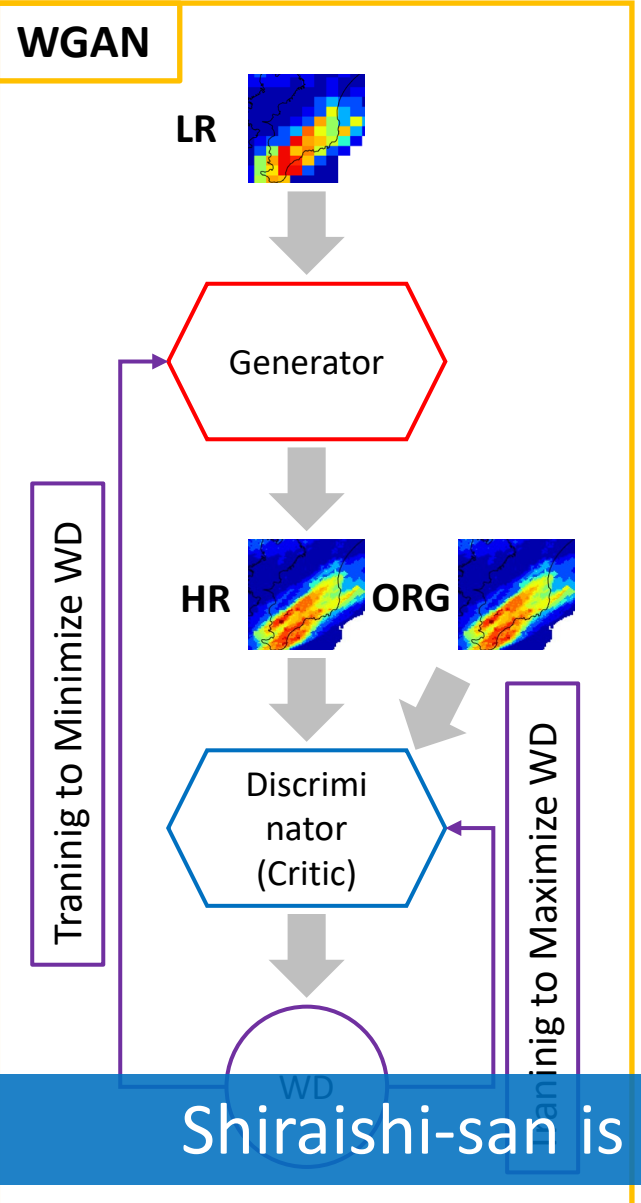 WGAN
LR
Generator
HR
ORG
Traninig to Minimize WD
Discrimi
nator
(Critic)
Traninig to Maximize WD
WD
Shiraishi-san is